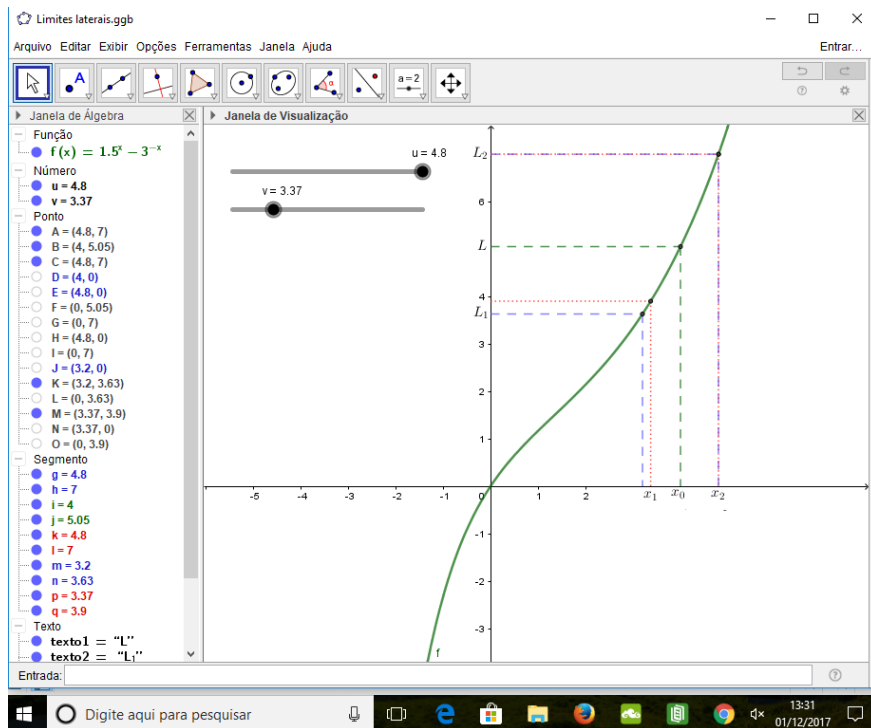 Limites laterais.ggb
Arquivo Editar Exibir Opções Ferramentas Janela Ajuda
Entrar...
A
α
a = 2
Janela de Álgebra
Função
f(x) = 1.5ˣ − 3⁻ˣ
Número
u = 4.8
v = 3.37
Ponto
A = (4.8, 7)
B = (4, 5.05)
C = (4.8, 7)
D = (4, 0)
E = (4.8, 0)
F = (0, 5.05)
G = (0, 7)
H = (4.8, 0)
I = (0, 7)
J = (3.2, 0)
K = (3.2, 3.63)
L = (0, 3.63)
M = (3.37, 3.9)
N = (3.37, 0)
O = (0, 3.9)
Segmento
g = 4.8
h = 7
i = 4
j = 5.05
k = 4.8
l = 7
m = 3.2
n = 3.63
p = 3.37
q = 3.9
Texto
texto1 = “L”
texto2 = “L₁”
Janela de Visualização
u = 4.8
v = 3.37
L₂
6
L
4
L₁
3
2
1
-5 -4 -3 -2 -1 0 1 2 x₁ x₀ x₂
-1
-2
-3
f
Entrada:
Digite aqui para pesquisar
13:31
01/12/2017